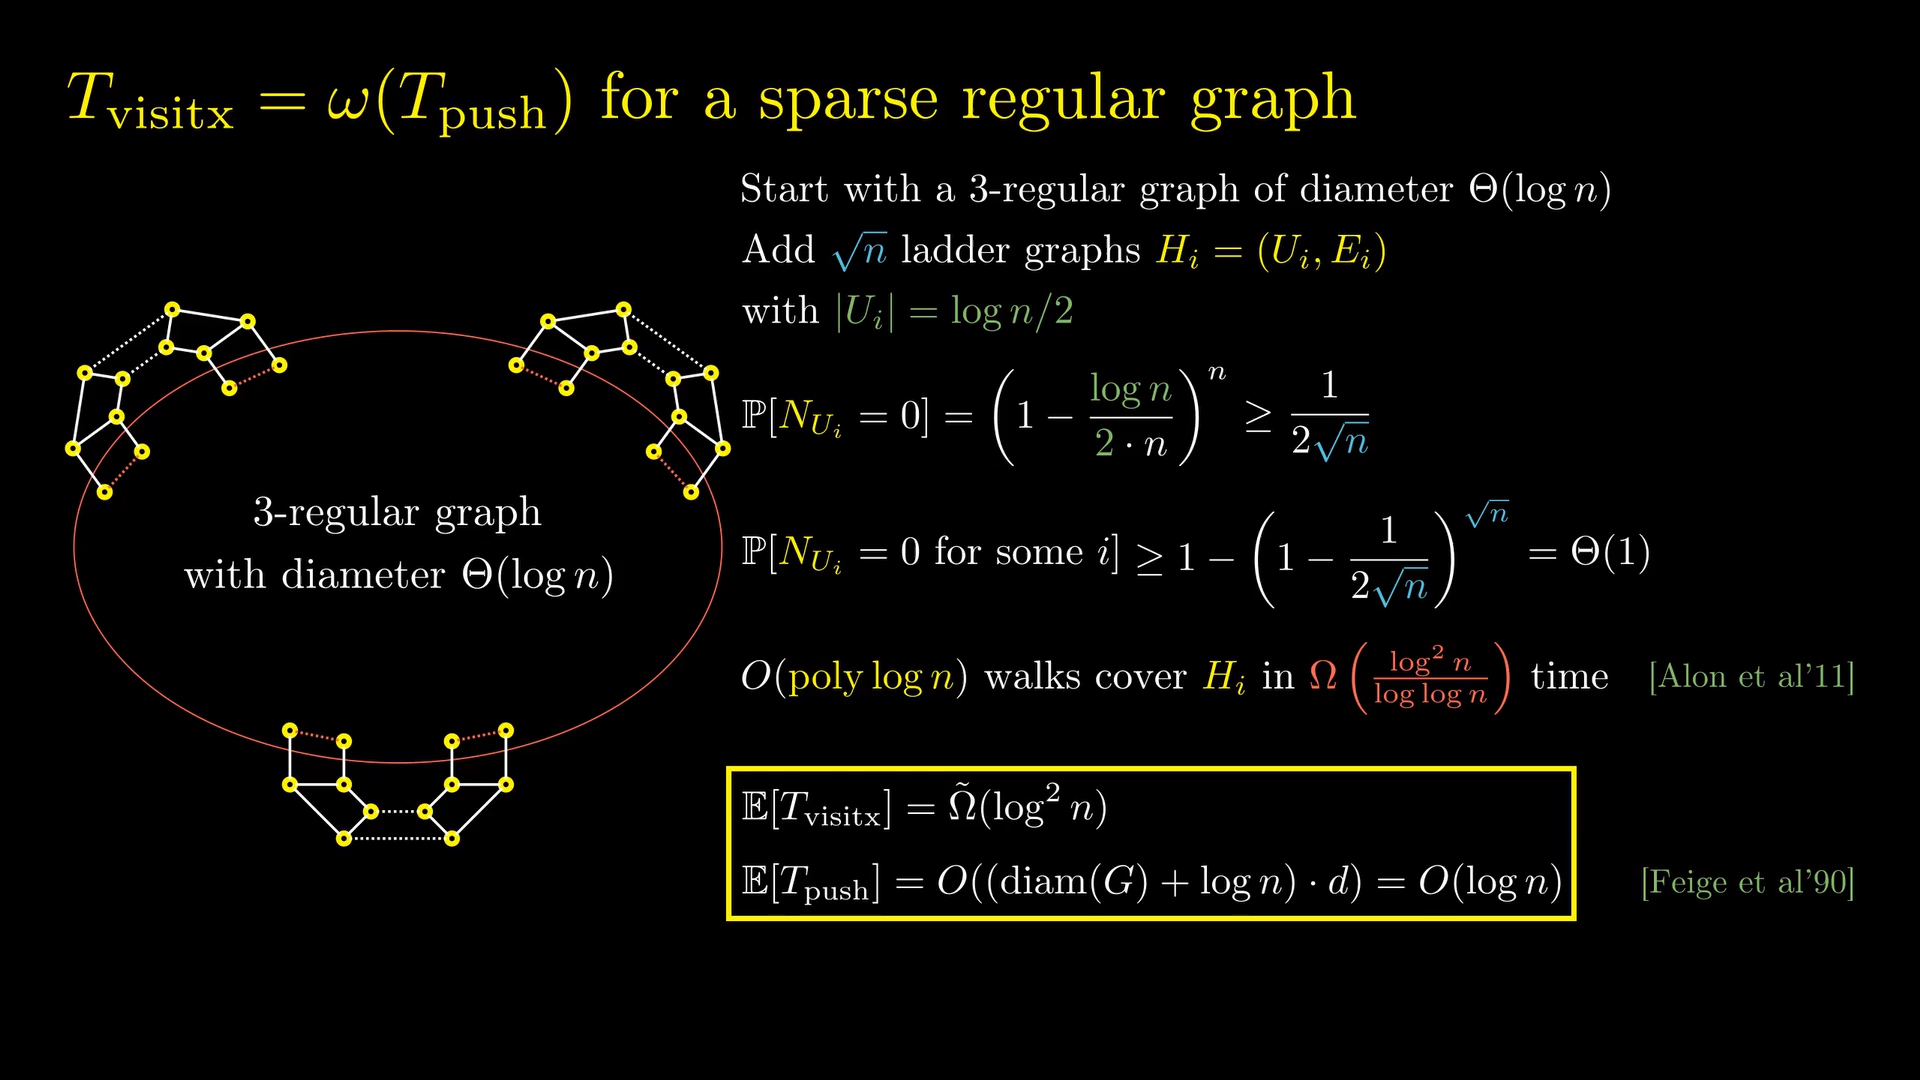 T_visitx = ω(T_push) for a sparse regular graph
Start with a 3-regular graph of diameter Θ(log n)
Add √n ladder graphs H_i = (U_i, E_i)
with |U_i| = log n/2
ℙ[N_{U_i} = 0] = (1 − (log n)/(2 · n))^n ≥ 1/(2√n)
ℙ[N_{U_i} = 0 for some i] ≥ 1 − (1 − 1/(2√n))^√n = Θ(1)
O(poly log n) walks cover H_i in Ω((log² n)/(log log n)) time [Alon et al'11]
𝔼[T_visitx] = Ω̃(log² n)
𝔼[T_push] = O((diam(G) + log n) · d) = O(log n) [Feige et al'90]
3-regular graph
with diameter Θ(log n)